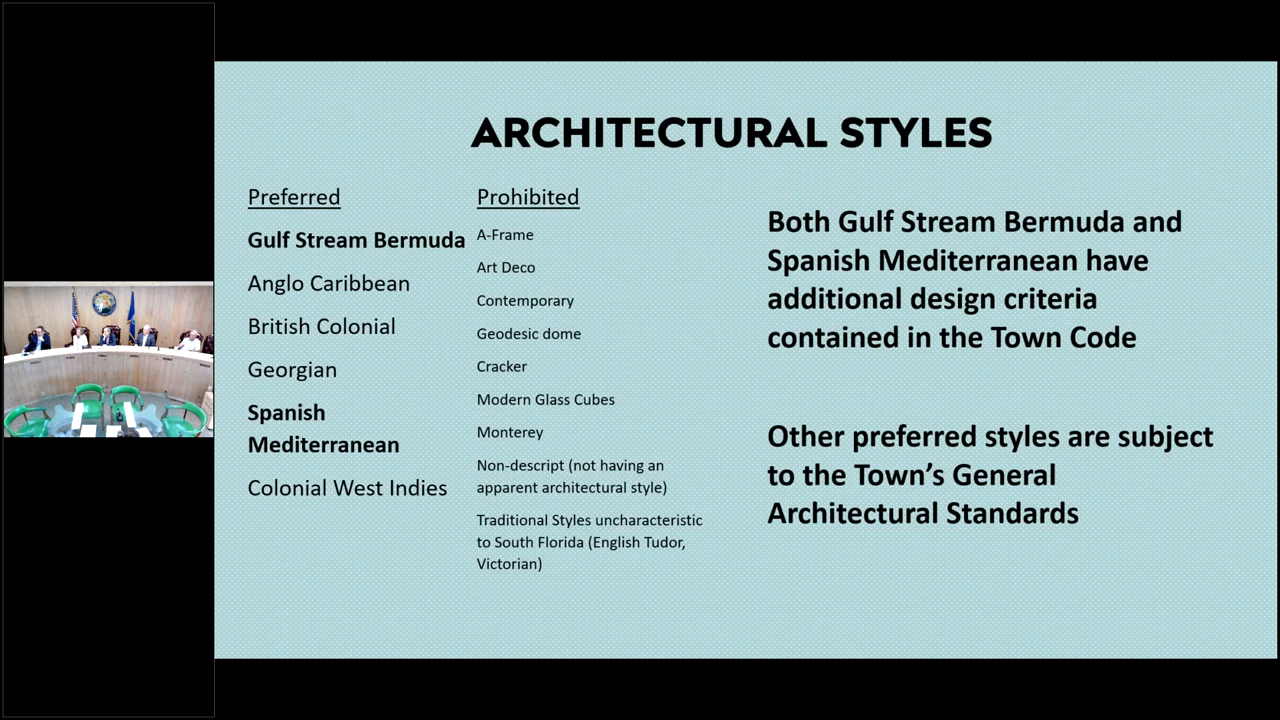 ARCHITECTURAL STYLES
Preferred
Gulf Stream Bermuda
Anglo Caribbean
British Colonial
Georgian
Spanish
Mediterranean
Colonial West Indies
Prohibited
A-Frame
Art Deco
Contemporary
Geodesic dome
Cracker
Modern Glass Cubes
Monterey
Non-descript (not having an
apparent architectural style)
Traditional Styles uncharacteristic
to South Florida (English Tudor,
Victorian)
Both Gulf Stream Bermuda and
Spanish Mediterranean have
additional design criteria
contained in the Town Code
Other preferred styles are subject
to the Town’s General
Architectural Standards